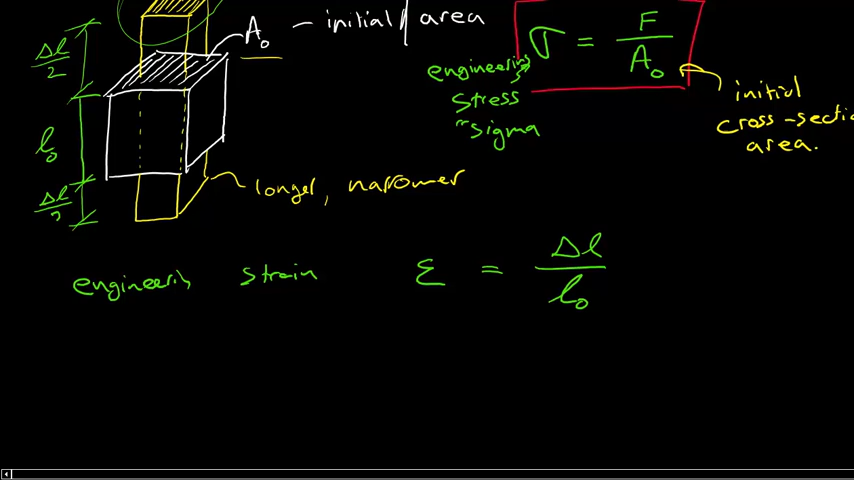 A₀ - initial area
σ = F / A₀
engineering
stress
"sigma
initial
cross-secti
area.
Δl / 2
l₀
Δl / 2
longer, narrower
engineering strain ε = Δl / l₀